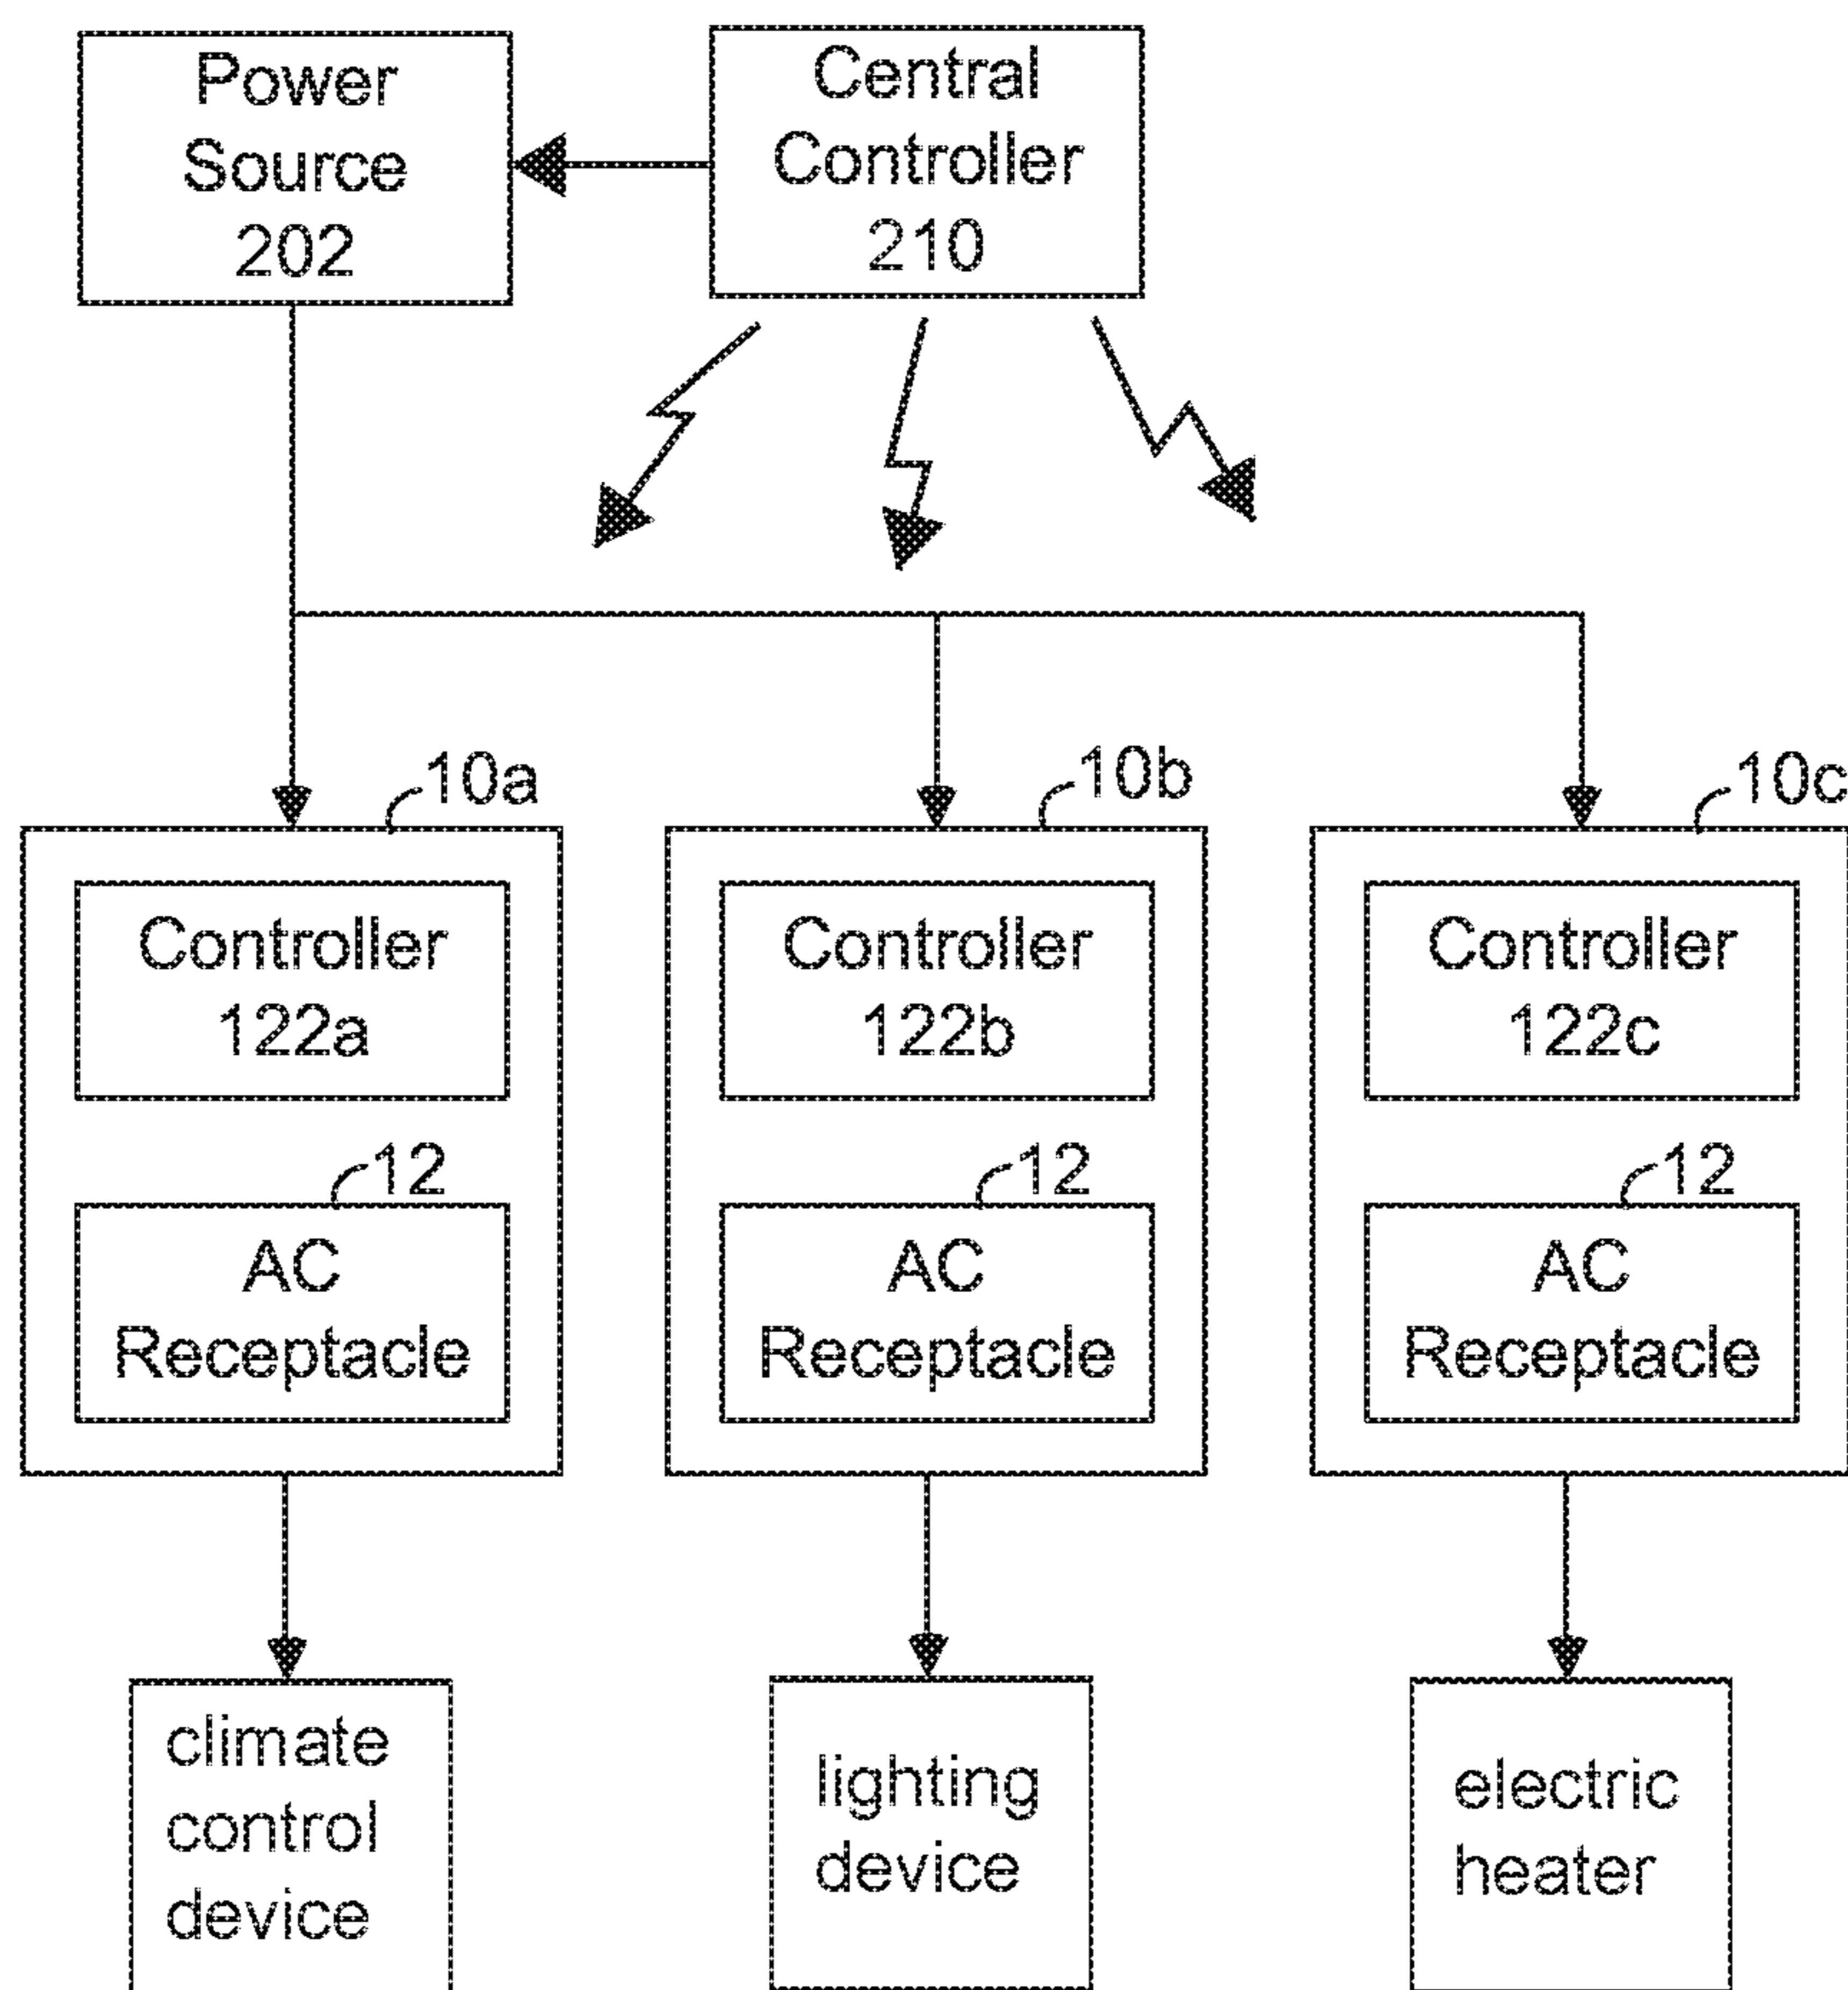 Power
Source
202
Central
Controller
210
10a
10b
10c
Controller
122a
Controller
122b
Controller
122c
12
12
12
AC
Receptacle
AC
Receptacle
AC
Receptacle
climate
control
device
lighting
device
electric
heater